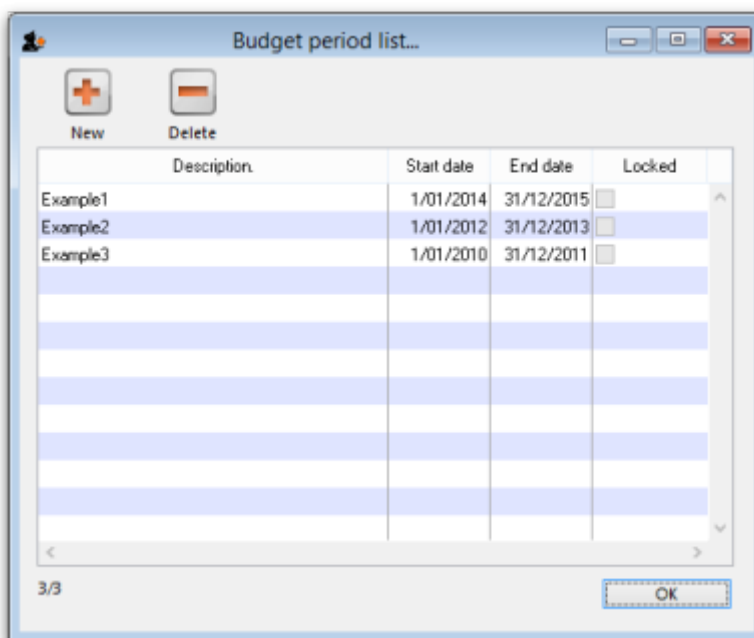 Budget period list...
New Delete
Description. Start date End date Locked
Example1 1/01/2014 31/12/2015
Example2 1/01/2012 31/12/2013
Example3 1/01/2010 31/12/2011
3/3 OK